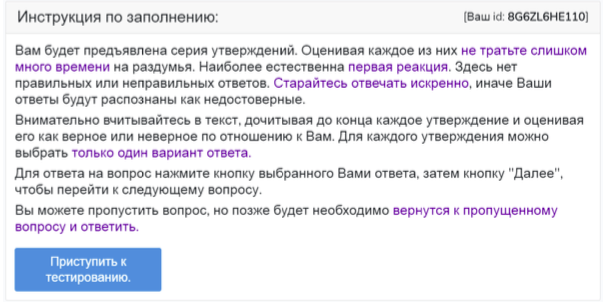 Инструкция по заполнению:
[Ваш id: 8G6ZL6HE110]
Вам будет предъявлена серия утверждений. Оценивая каждое из них не тратьте слишком
много времени на раздумья. Наиболее естественна первая реакция. Здесь нет
правильных или неправильных ответов. Старайтесь отвечать искренно, иначе Ваши
ответы будут распознаны как недостоверные.
Внимательно вчитывайтесь в текст, дочитывая до конца каждое утверждение и оценивая
его как верное или неверное по отношению к Вам. Для каждого утверждения можно
выбрать только один вариант ответа.
Для ответа на вопрос нажмите кнопку выбранного Вами ответа, затем кнопку "Далее",
чтобы перейти к следующему вопросу.
Вы можете пропустить вопрос, но позже будет необходимо вернутся к пропущенному
вопросу и ответить.
Приступить к
тестированию.